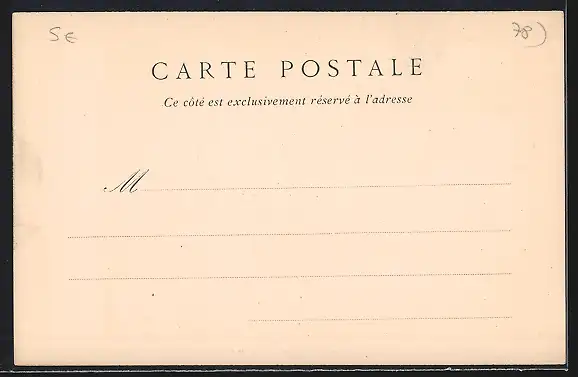 5€ 78)
CARTE POSTALE
Ce côté est exclusivement réservé à l'adresse
M